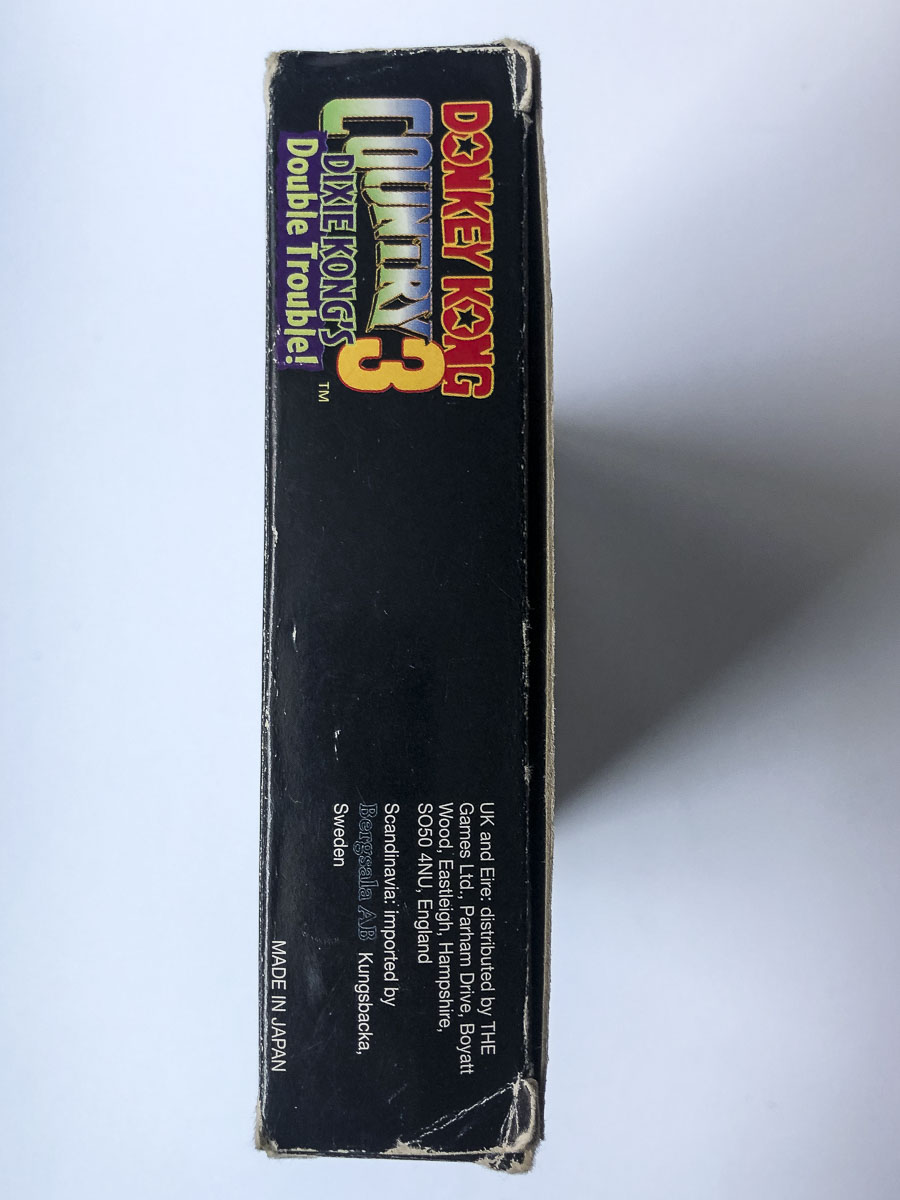 DONKEY KONG
COUNTRY 3
DIXIE KONG'S
Double Trouble!
TM
UK and Eire: distributed by THE
Games Ltd., Parham Drive, Boyatt
Wood, Eastleigh, Hampshire,
SO50 4NU, England
Scandinavia: imported by
Bergsala AB Kungsbacka,
Sweden
MADE IN JAPAN